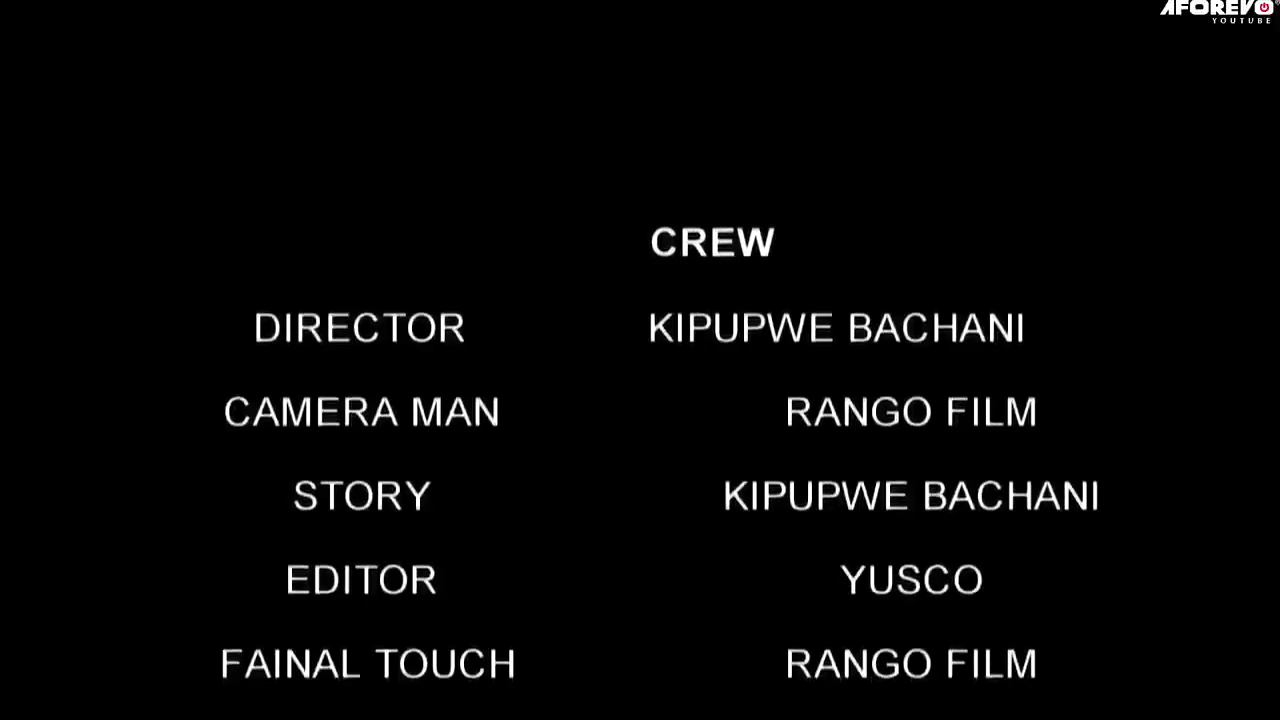 AFOREVO
YOUTUBE
CREW
DIRECTOR KIPUPWE BACHANI
CAMERA MAN RANGO FILM
STORY KIPUPWE BACHANI
EDITOR YUSCO
FAINAL TOUCH RANGO FILM